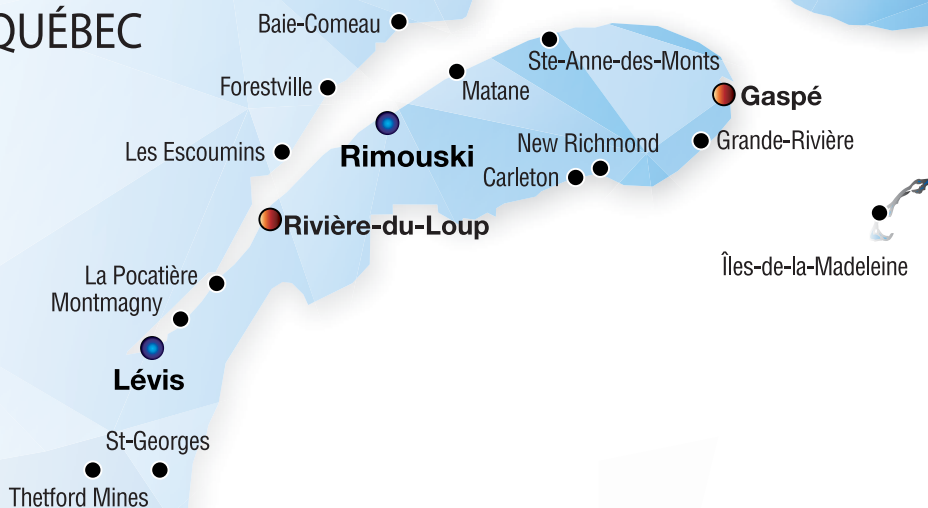 QUÉBEC
Baie-Comeau
Ste-Anne-des-Monts
Forestville
Matane
Gaspé
Les Escoumins
Rimouski
New Richmond
Grande-Rivière
Carleton
Rivière-du-Loup
Îles-de-la-Madeleine
La Pocatière
Montmagny
Lévis
St-Georges
Thetford Mines